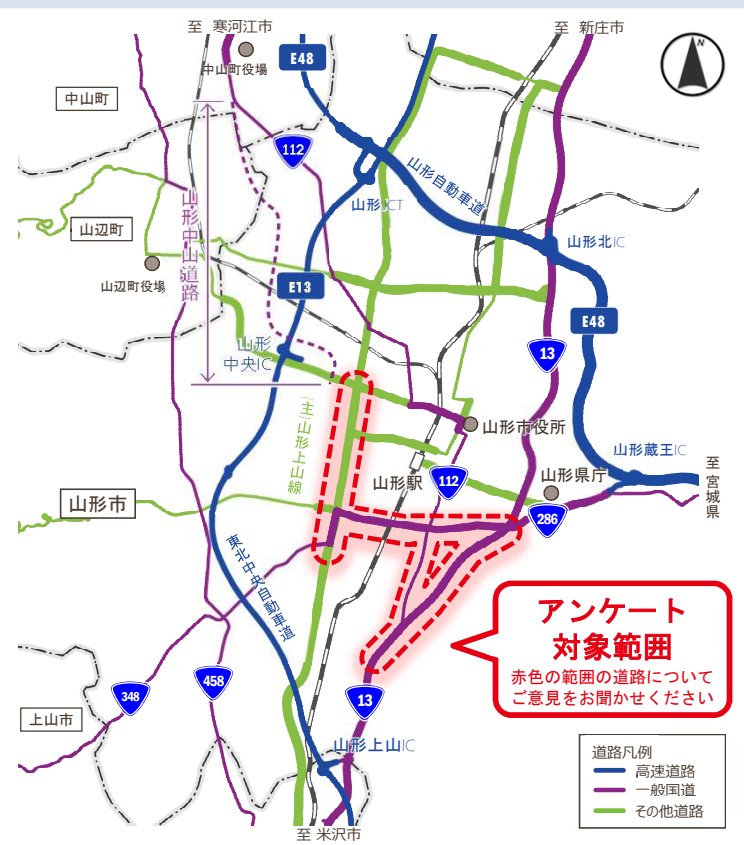 至 寒河江市
至 新庄市
N
中山町役場
E48
中山町
112
山形JCT
山形自動車道
山辺町
山形中山道路
山形北IC
山辺町役場
E13
E48
山形
中央IC
13
(主)山形上山線
山形市役所
山形蔵王IC
至 宮城県
山形駅
112
山形県庁
山形市
286
東北中央自動車道
アンケート
対象範囲
赤色の範囲の道路について
ご意見をお聞かせください
348
458
13
上山市
山形上山IC
道路凡例
高速道路
一般国道
その他道路
至 米沢市